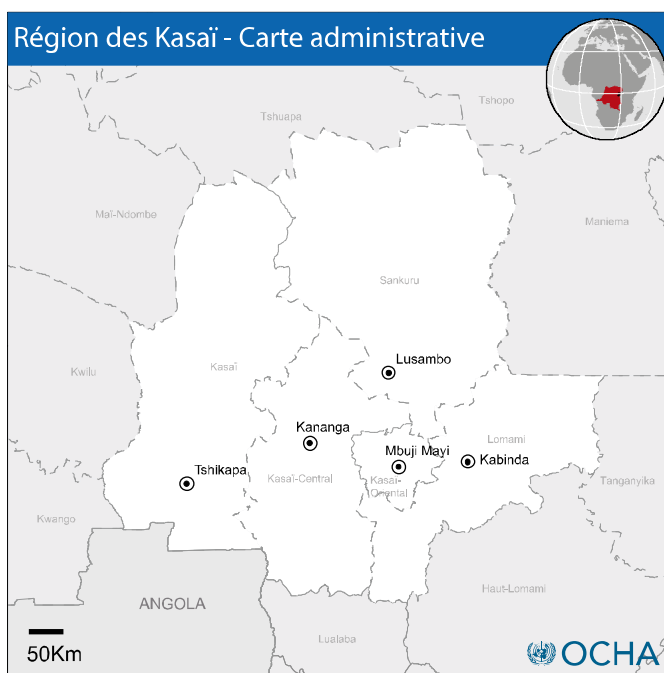 Région des Kasaï - Carte administrative
Tshopo
Tshuapa
Maï-Ndombe
Maniema
Sankuru
Lusambo
Kasaï
Kwilu
Kananga
Lomami
Mbuji Mayi
Kabinda
Tshikapa
Kasaï-Central
Kasaï-
Oriental
Tanganyika
Kwango
Haut-Lomami
ANGOLA
Lualaba
50Km
OCHA